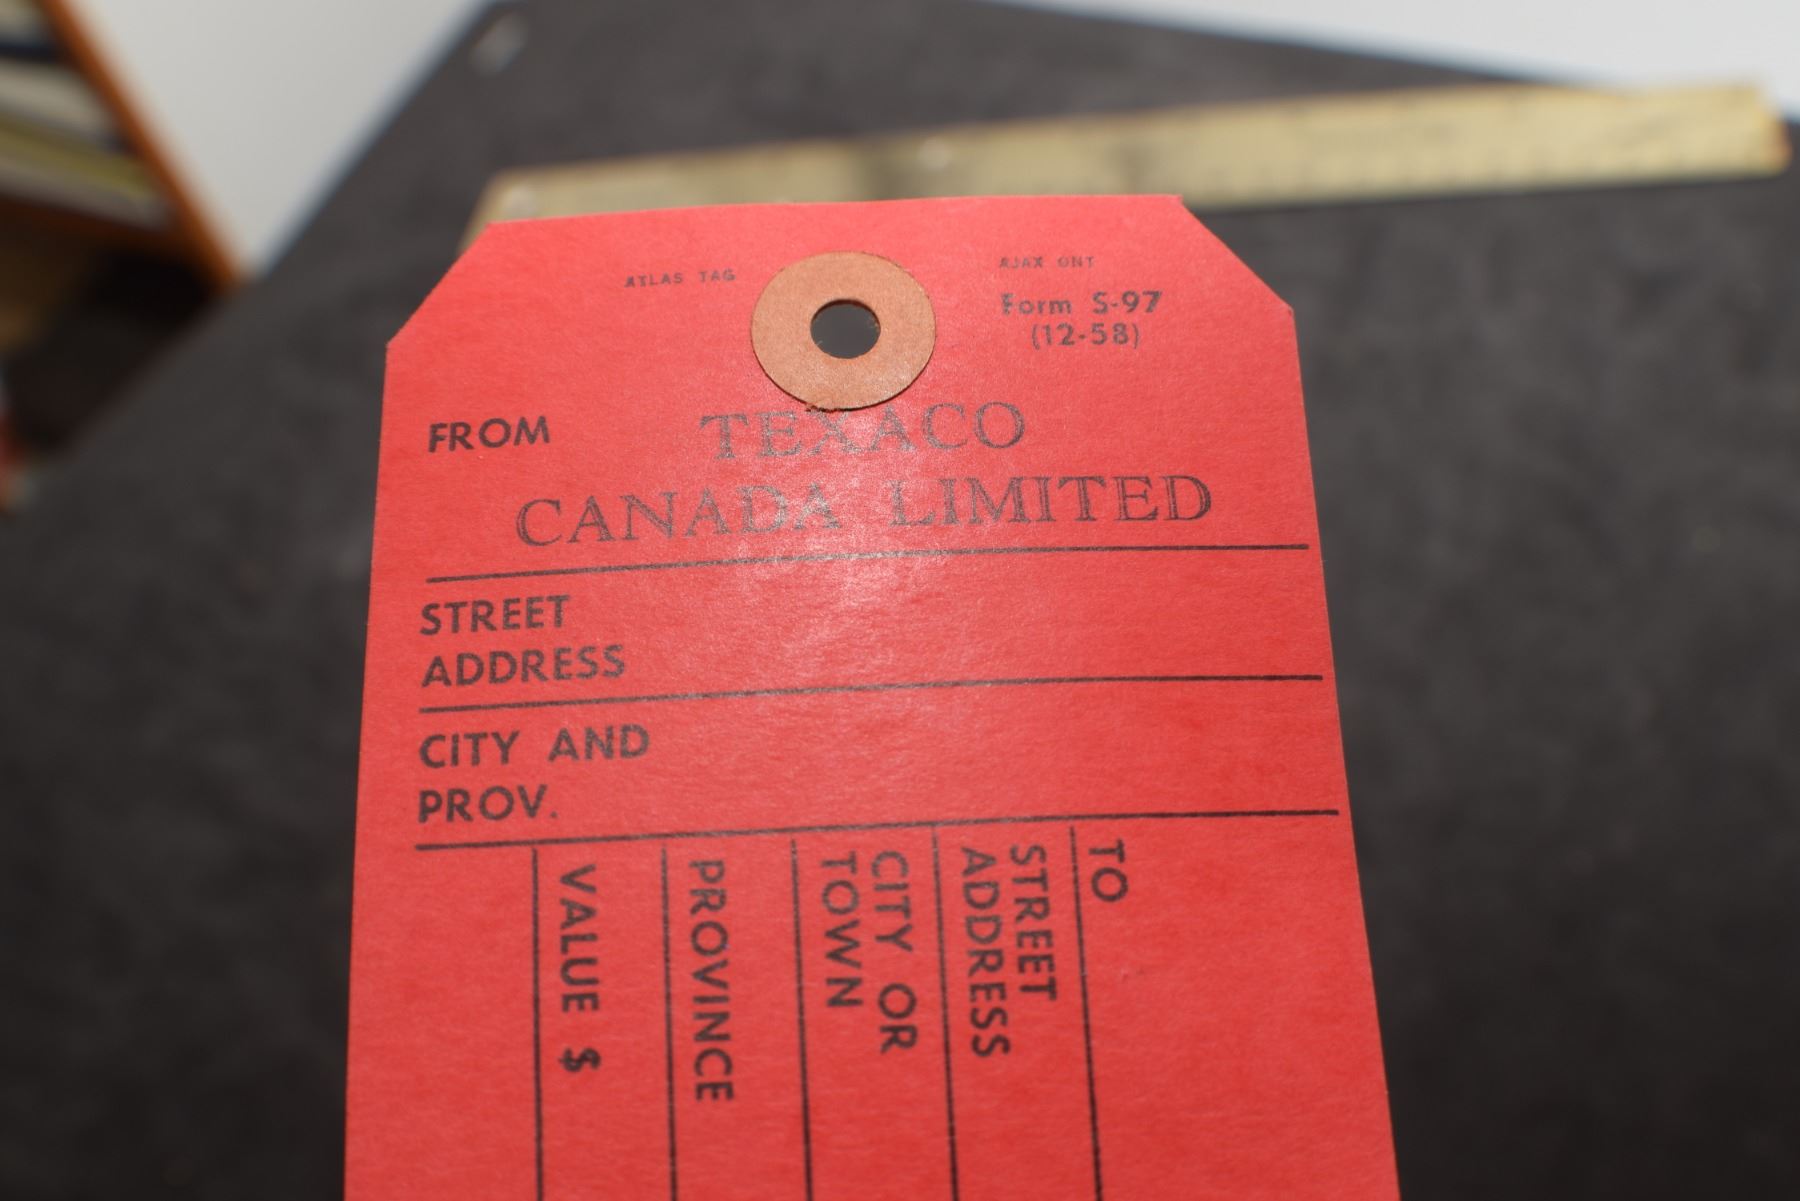 ATLAS TAG
AJAX ONT
Form S-97
(12-58)
FROM TEXACO
CANADA LIMITED
STREET
ADDRESS
CITY AND
PROV.
TO
STREET
ADDRESS
CITY OR
TOWN
PROVINCE
VALUE $